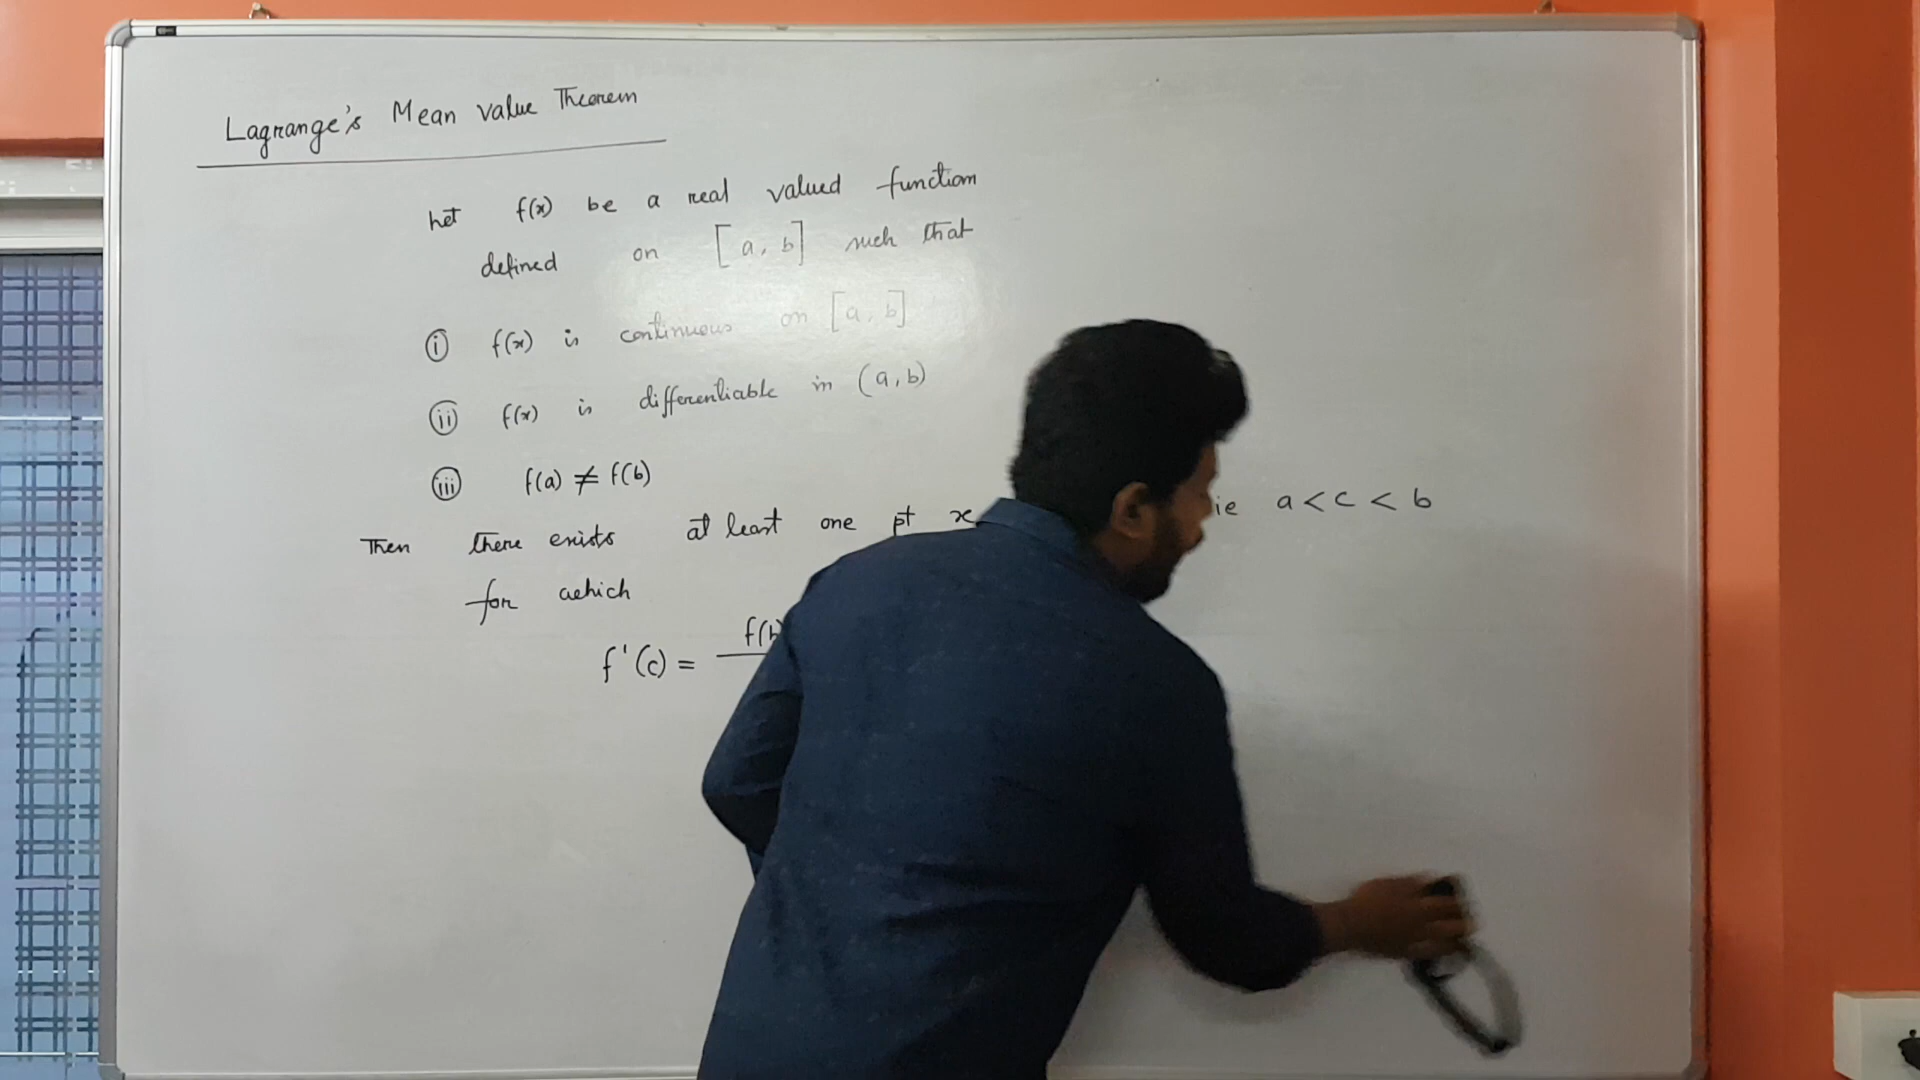 Lagrange's Mean value Theorem
Let f(x) be a real valued function
defined on [a, b] such that
(i) f(x) is continuous on [a, b]
(ii) f(x) is differentiable in (a, b)
(iii) f(a) ≠ f(b)
Then there exists at least one pt x ie a < c < b
for which
f'(c) = f(b